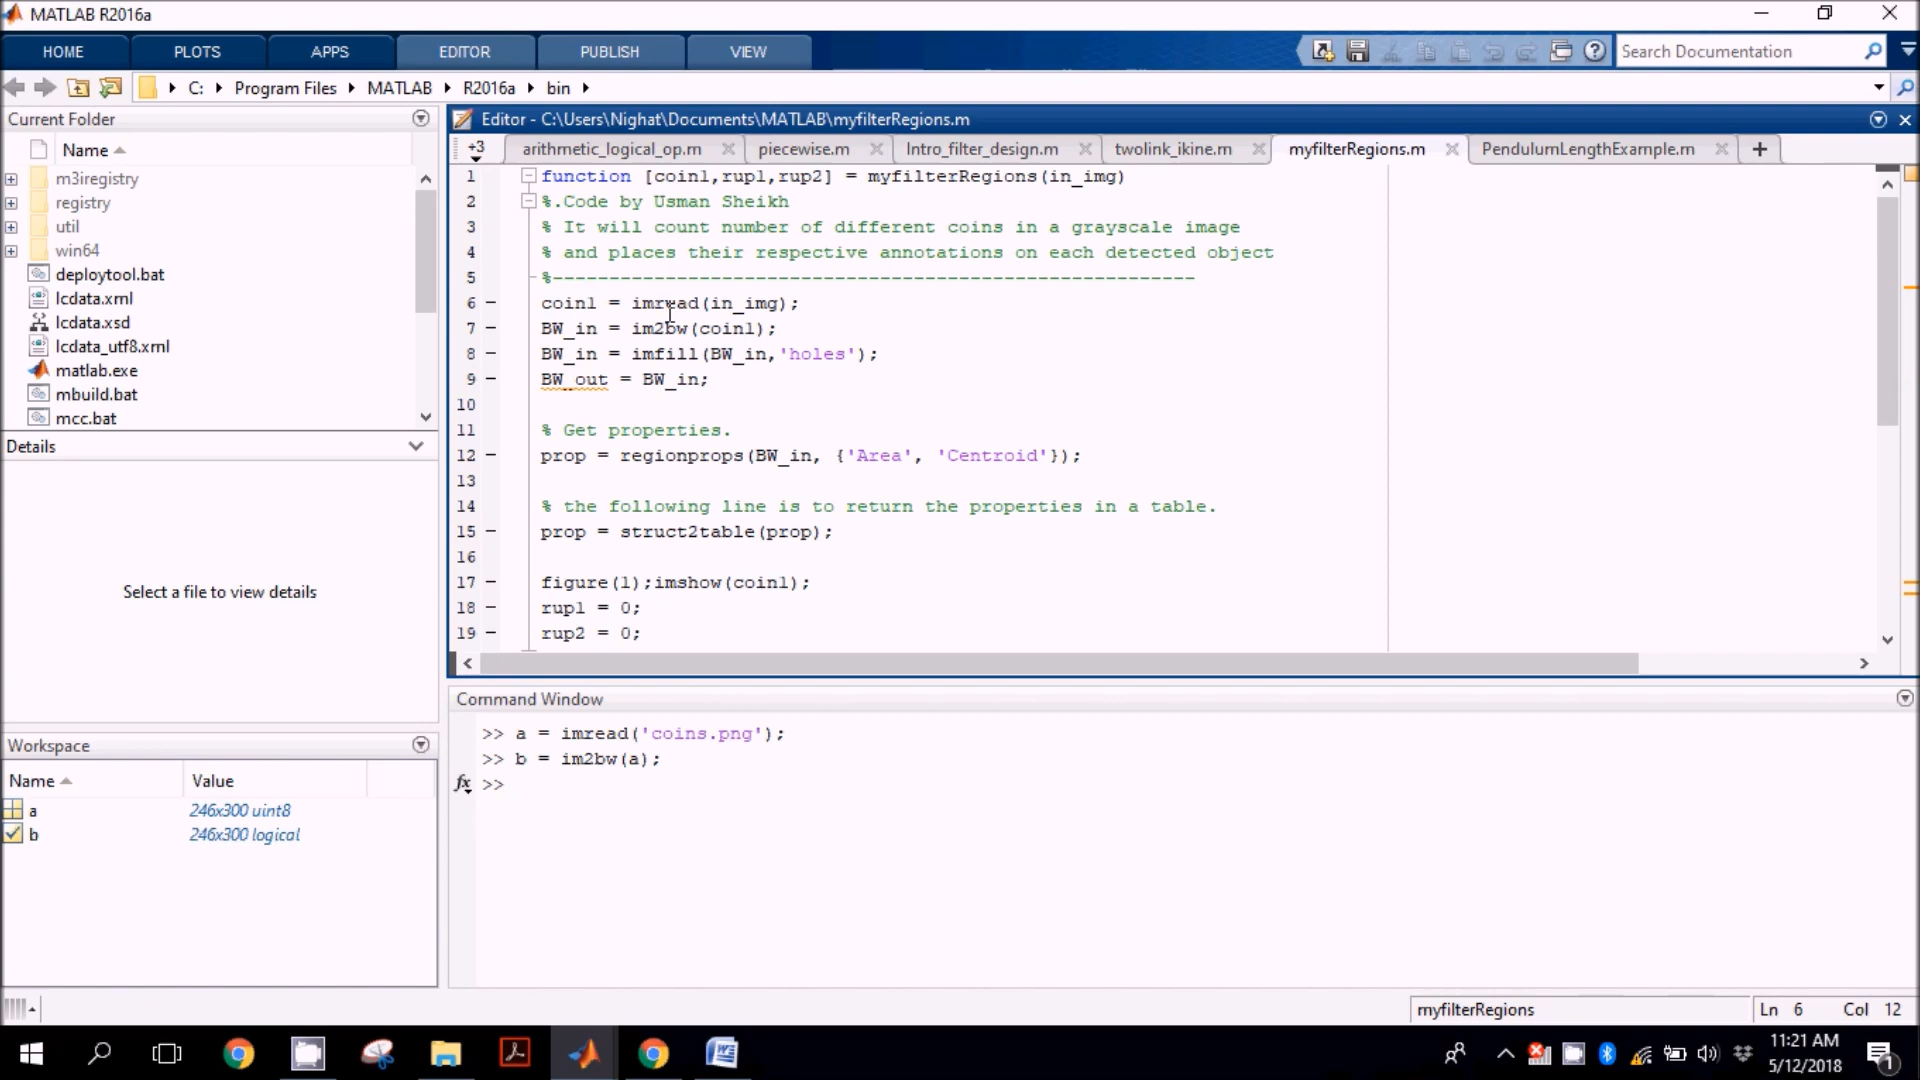 MATLAB R2016a
HOME PLOTS APPS EDITOR PUBLISH VIEW
Search Documentation
C: Program Files MATLAB R2016a bin
Current Folder
Name
m3iregistry
registry
util
win64
deploytool.bat
lcdata.xml
lcdata.xsd
lcdata_utf8.xml
matlab.exe
mbuild.bat
mcc.bat
Details
Select a file to view details
Workspace
Name Value
a 246x300 uint8
b 246x300 logical
Editor - C:\Users\Nighat\Documents\MATLAB\myfilterRegions.m
+3 arithmetic_logical_op.m piecewise.m Intro_filter_design.m twolink_ikine.m myfilterRegions.m PendulumLengthExample.m
1 function [coin1,rup1,rup2] = myfilterRegions(in_img)
2 %.Code by Usman Sheikh
3 % It will count number of different coins in a grayscale image
4 % and places their respective annotations on each detected object
5 %---------------------------------------------------------
6 – coin1 = imread(in_img);
7 – BW_in = im2bw(coin1);
8 – BW_in = imfill(BW_in,'holes');
9 – BW_out = BW_in;
10
11 % Get properties.
12 – prop = regionprops(BW_in, {'Area', 'Centroid'});
13
14 % the following line is to return the properties in a table.
15 – prop = struct2table(prop);
16
17 – figure(1);imshow(coin1);
18 – rup1 = 0;
19 – rup2 = 0;
Command Window
>> a = imread('coins.png');
>> b = im2bw(a);
fx >>
myfilterRegions Ln 6 Col 12
11:21 AM
5/12/2018
1